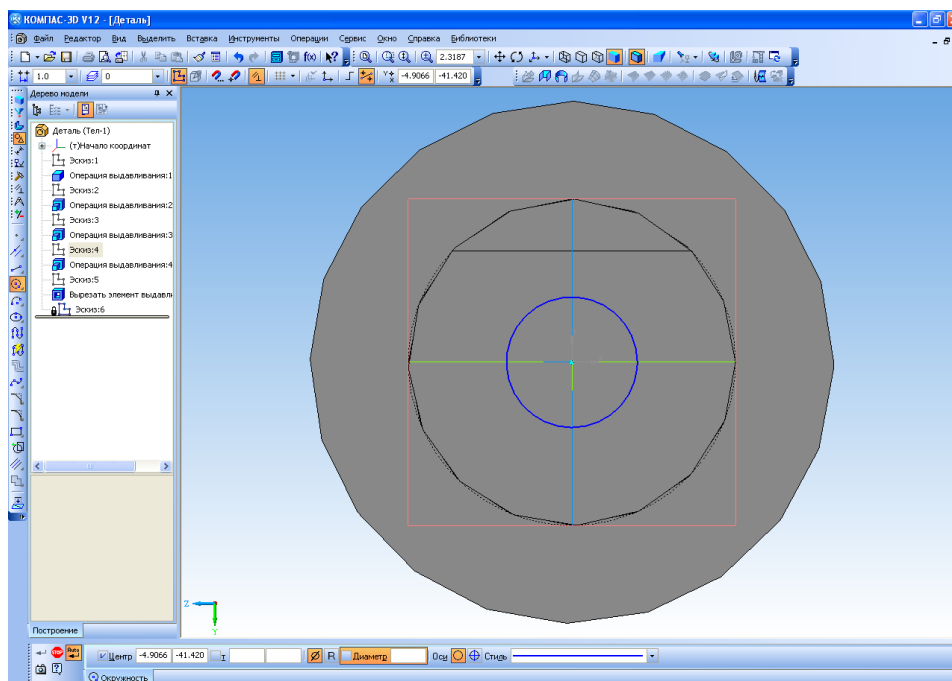 КОМПАС-3D V12 - [Деталь]
Файл Редактор Вид Выделить Вставка Инструменты Операции Сервис Окно Справка Библиотеки
2.3187
1.0 0 -4.9066 -41.420
Дерево модели
Деталь (Тел-1)
(т)Начало координат
Эскиз:1
Операция выдавливания:1
Эскиз:2
Операция выдавливания:2
Эскиз:3
Операция выдавливания:3
Эскиз:4
Операция выдавливания:4
Эскиз:5
Вырезать элемент выдавли
Эскиз:6
Z
Y
Построение
STOP Auto Центр -4.9066 -41.420 т R Диаметр Оси Стиль
Окружность